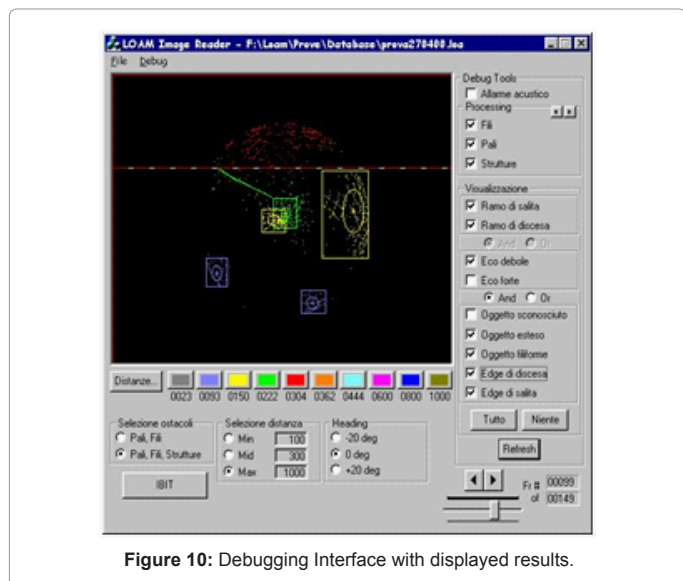 LOAM Image Reader - F:\Loam\Prove\Database\prova270400.loa
File Debug
Debug Tools
Allarme acustico
Processing
Fili
Pali
Strutture
Visualizzazione
Ramo di salita
Ramo di discesa
And Or
Eco debole
Eco forte
And Or
Oggetto sconosciuto
Oggetto esteso
Oggetto filiforme
Edge di discesa
Edge di salita
Tutto Niente
Refresh
Distanze...
0023 0093 0150 0222 0304 0362 0444 0600 0800 1000
Selezione ostacoli
Pali, Fili
Pali, Fili, Strutture
IBIT
Selezione distanza
Min 100
Mid 300
Max 1000
Heading
-20 deg
0 deg
+20 deg
Fr # 00099
of 00149
Figure 10: Debugging Interface with displayed results.